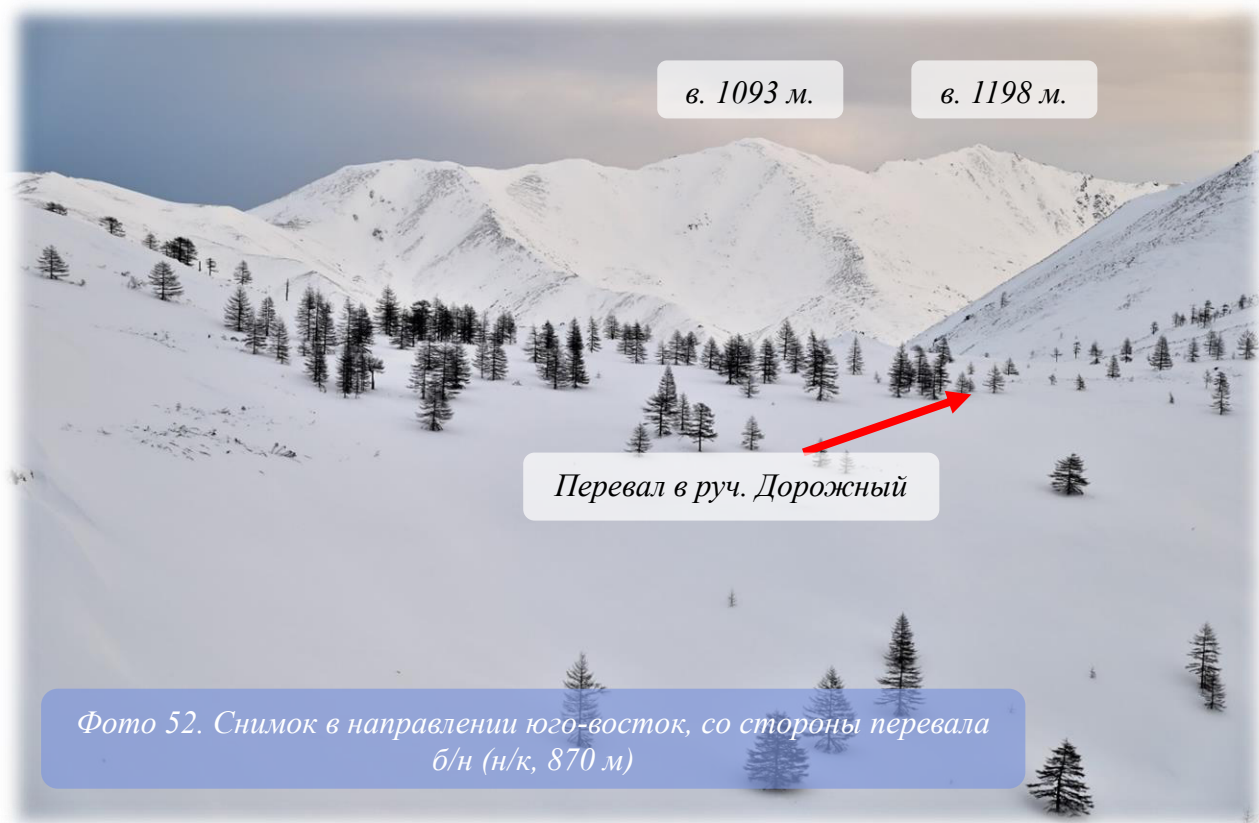 в. 1093 м.
в. 1198 м.
Перевал в руч. Дорожный
Фото 52. Снимок в направлении юго-восток, со стороны перевала
б/н (н/к, 870 м)